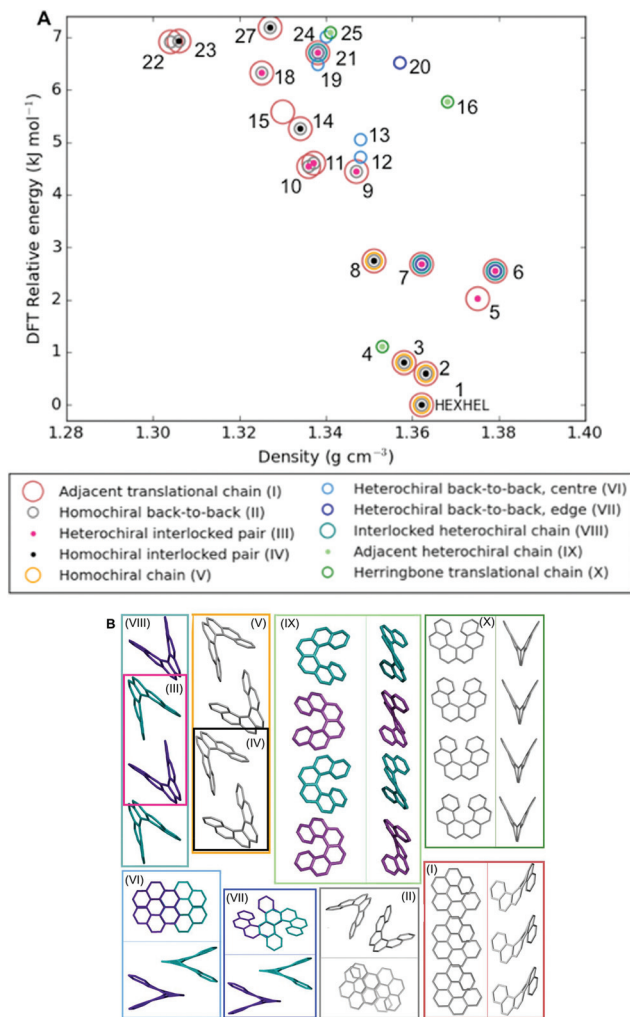 A
7
6
5
4
3
2
1
0
DFT Relative energy (kJ mol⁻¹)
27
24
25
22
23
21
20
18
19
16
15
14
13
12
11
10
9
8
7
6
5
4
3
2
1
HEXHEL
1.28
1.30
1.32
1.34
1.36
1.38
1.40
Density (g cm⁻³)
Adjacent translational chain (I)
Homochiral back-to-back (II)
Heterochiral interlocked pair (III)
Homochiral interlocked pair (IV)
Homochiral chain (V)
Heterochiral back-to-back, centre (VI)
Heterochiral back-to-back, edge (VII)
Interlocked heterochiral chain (VIII)
Adjacent heterochiral chain (IX)
Herringbone translational chain (X)
B
(VIII)
(V)
(IX)
(X)
(III)
(IV)
(VI)
(VII)
(II)
(I)